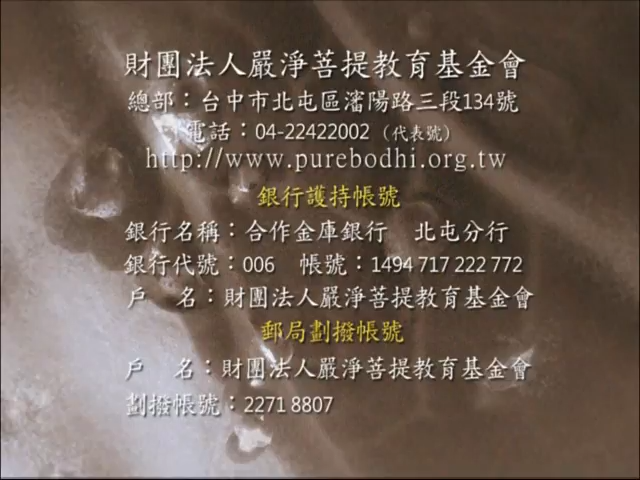 財團法人嚴淨菩提教育基金會
總部：台中市北屯區瀋陽路三段134號
電話：04-22422002（代表號）
http://www.purebodhi.org.tw
銀行護持帳號
銀行名稱：合作金庫銀行　北屯分行
銀行代號：006　帳號：1494 717 222 772
戶　名：財團法人嚴淨菩提教育基金會
郵局劃撥帳號
戶　名：財團法人嚴淨菩提教育基金會
劃撥帳號：2271 8807